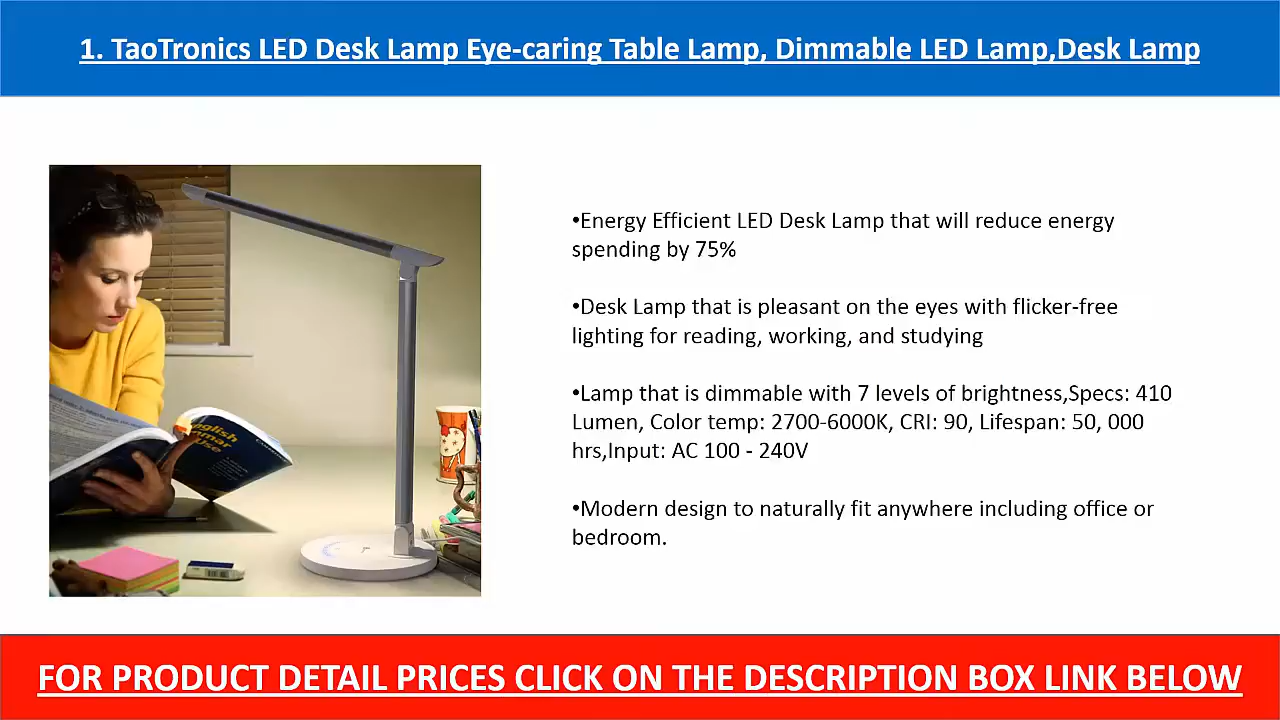 1. TaoTronics LED Desk Lamp Eye-caring Table Lamp, Dimmable LED Lamp,Desk Lamp
•Energy Efficient LED Desk Lamp that will reduce energy
spending by 75%
•Desk Lamp that is pleasant on the eyes with flicker-free
lighting for reading, working, and studying
•Lamp that is dimmable with 7 levels of brightness,Specs: 410
Lumen, Color temp: 2700-6000K, CRI: 90, Lifespan: 50, 000
hrs,Input: AC 100 - 240V
•Modern design to naturally fit anywhere including office or
bedroom.
FOR PRODUCT DETAIL PRICES CLICK ON THE DESCRIPTION BOX LINK BELOW